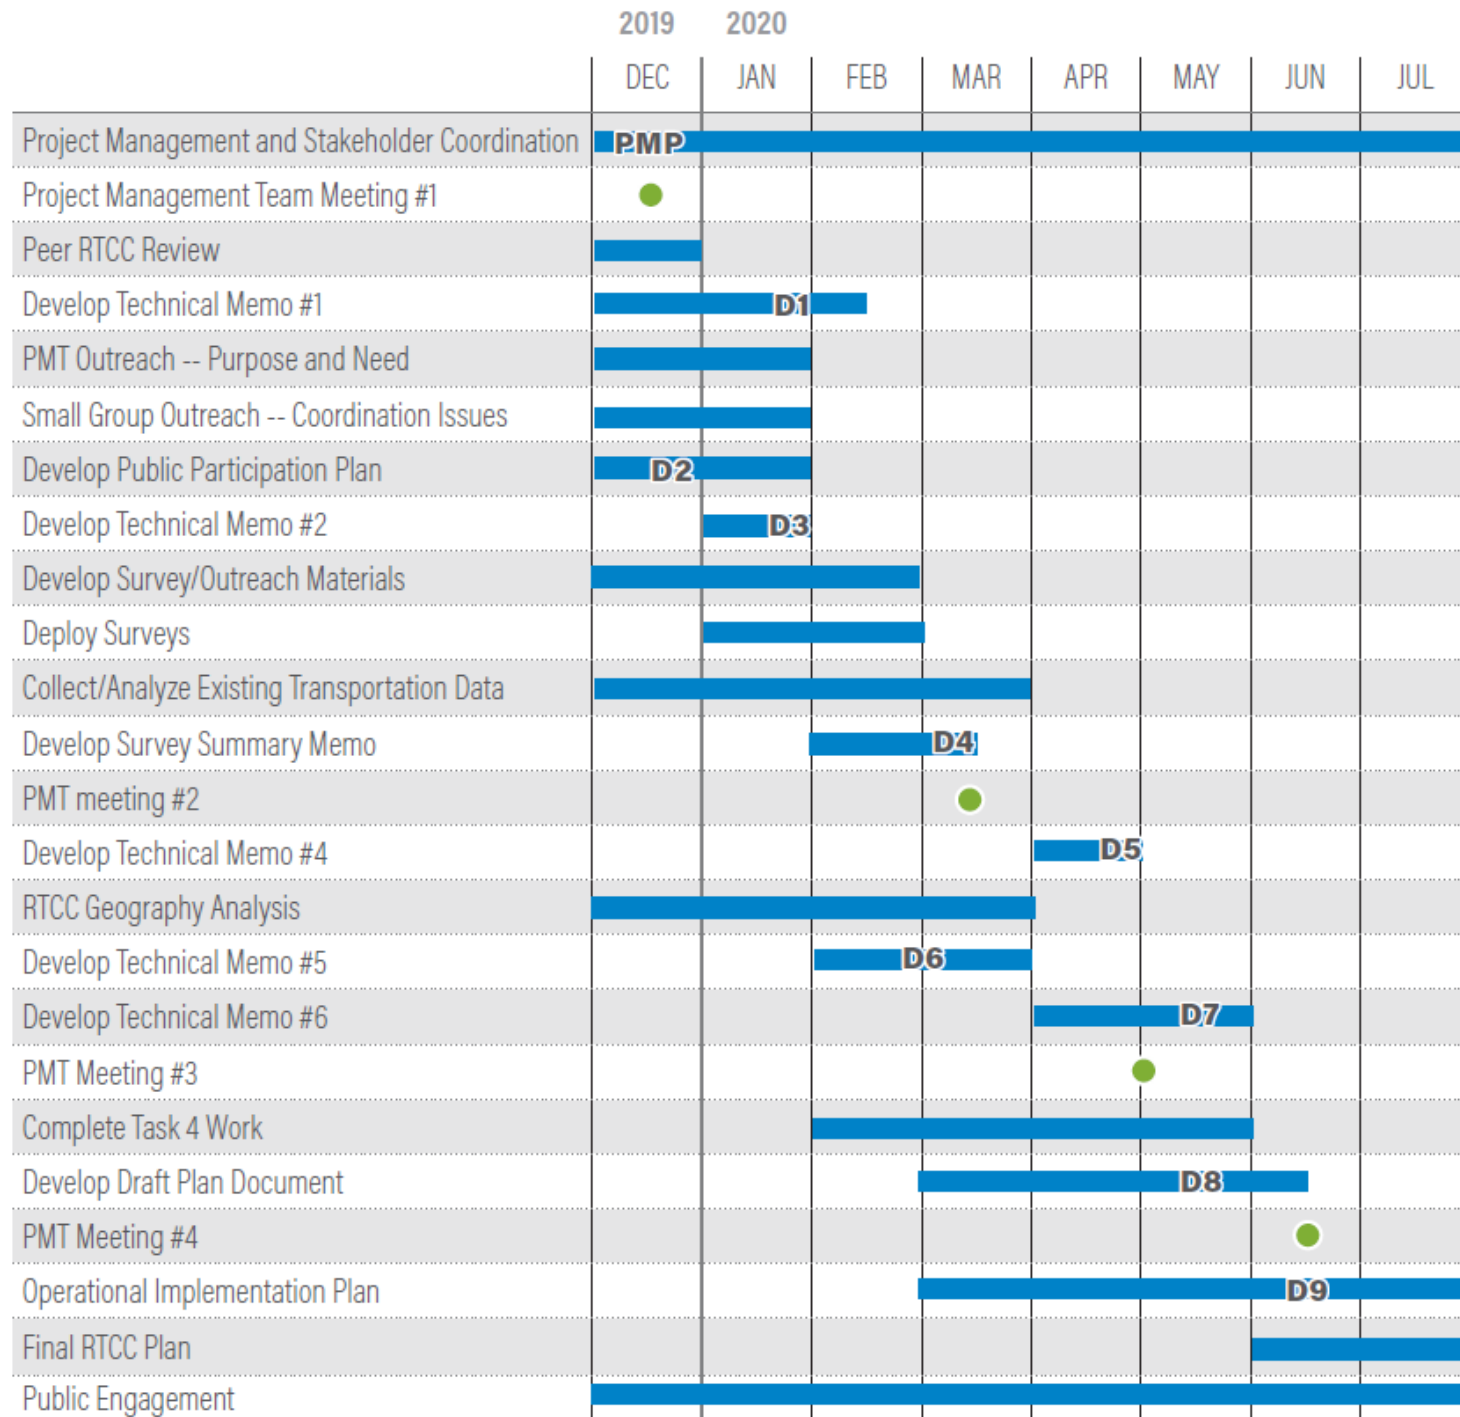 2019 2020
DEC JAN FEB MAR APR MAY JUN JUL
Project Management and Stakeholder Coordination PMP
Project Management Team Meeting #1
Peer RTCC Review
Develop Technical Memo #1 D1
PMT Outreach -- Purpose and Need
Small Group Outreach -- Coordination Issues
Develop Public Participation Plan D2
Develop Technical Memo #2 D3
Develop Survey/Outreach Materials
Deploy Surveys
Collect/Analyze Existing Transportation Data
Develop Survey Summary Memo D4
PMT meeting #2
Develop Technical Memo #4 D5
RTCC Geography Analysis
Develop Technical Memo #5 D6
Develop Technical Memo #6 D7
PMT Meeting #3
Complete Task 4 Work
Develop Draft Plan Document D8
PMT Meeting #4
Operational Implementation Plan D9
Final RTCC Plan
Public Engagement